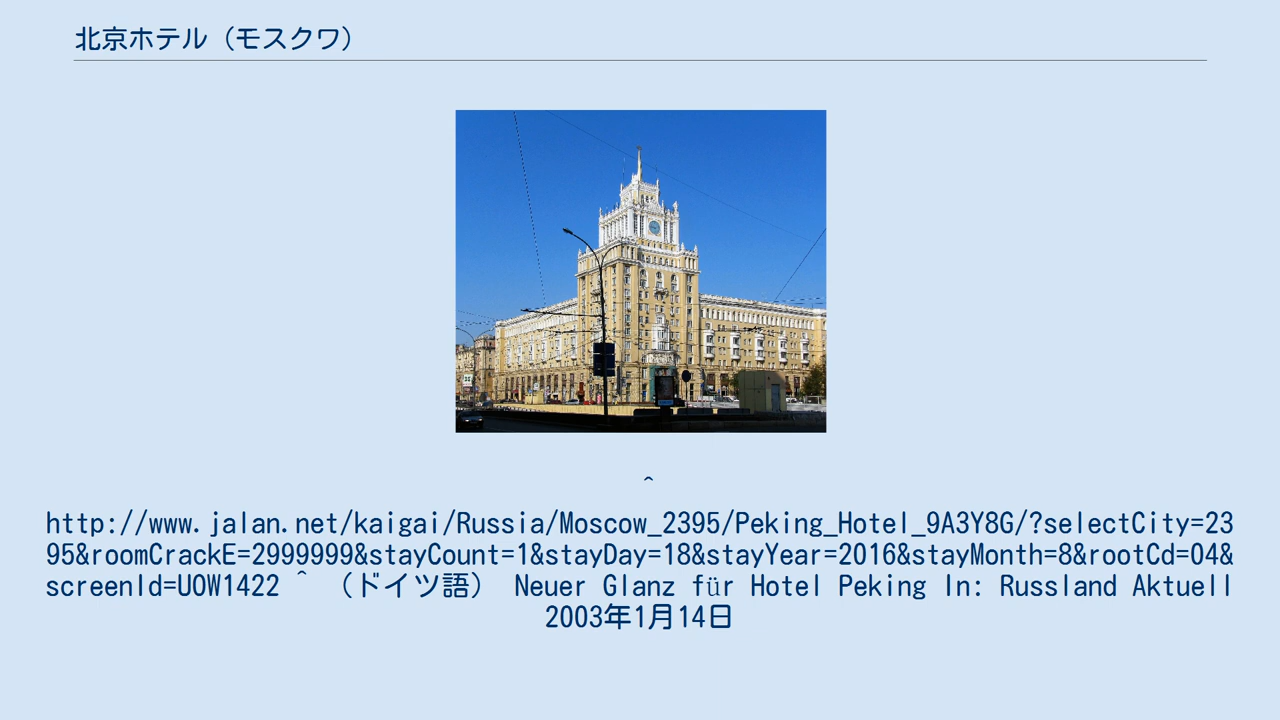 北京ホテル（モスクワ）
^
http://www.jalan.net/kaigai/Russia/Moscow_2395/Peking_Hotel_9A3Y8G/?selectCity=23
95&roomCrackE=2999999&stayCount=1&stayDay=18&stayYear=2016&stayMonth=8&rootCd=04&
screenId=UOW1422 ^ （ドイツ語） Neuer Glanz für Hotel Peking In: Russland Aktuell
2003年1月14日